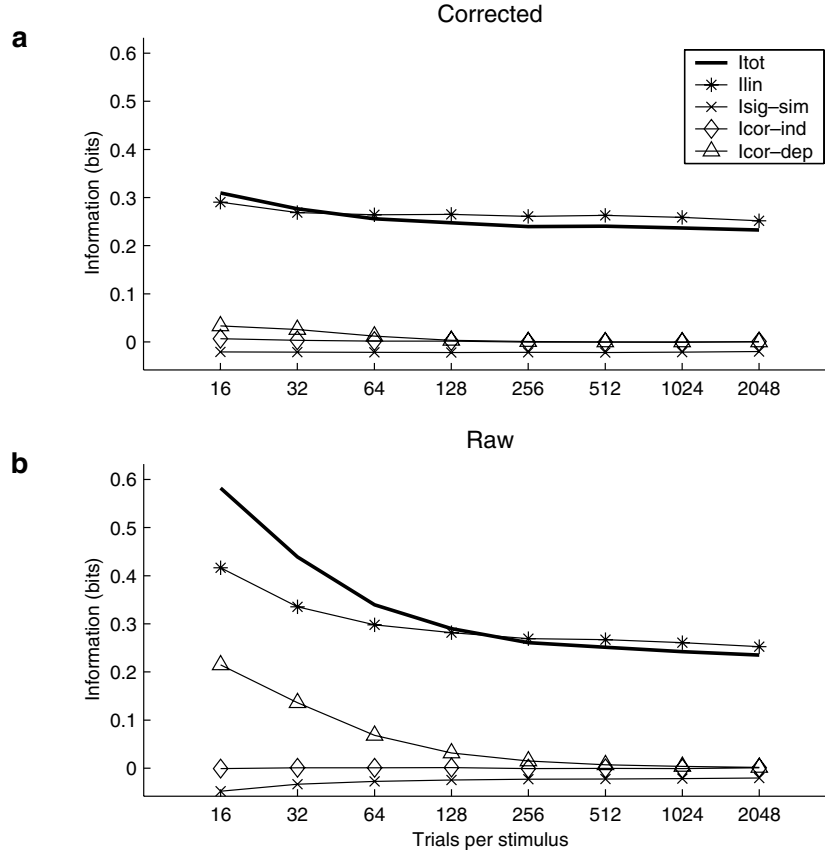 Corrected
a
Information (bits)
0.6
0.5
0.4
0.3
0.2
0.1
0
16 32 64 128 256 512 1024 2048
Itot
Ilin
Isig–sim
Icor–ind
Icor–dep
Raw
b
Information (bits)
0.6
0.5
0.4
0.3
0.2
0.1
0
16 32 64 128 256 512 1024 2048
Trials per stimulus